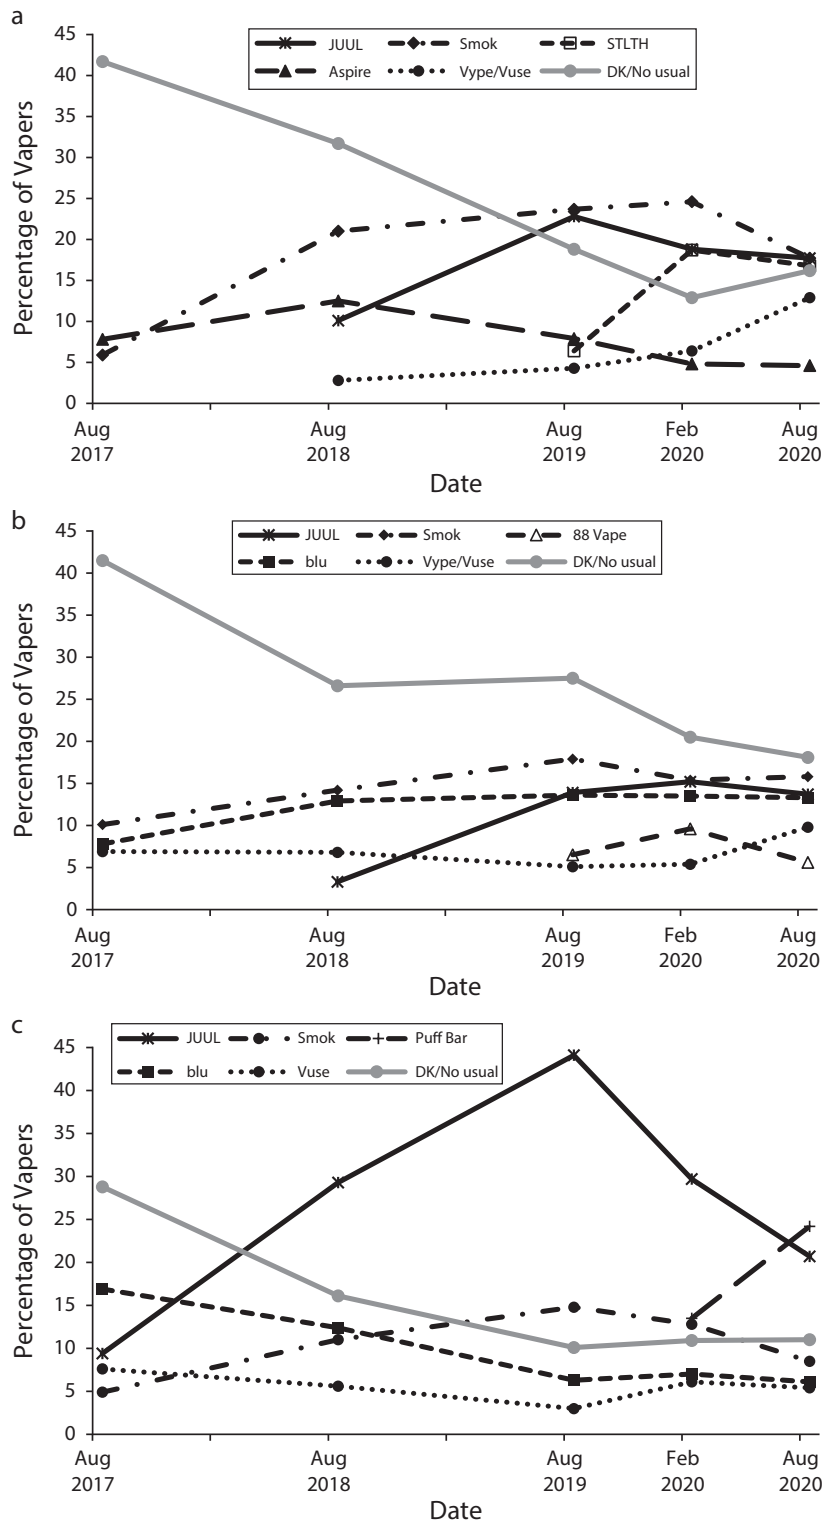 a
JUUL Smok STLTH
Aspire Vype/Vuse DK/No usual
45
40
35
30
25
20
15
10
5
0
Percentage of Vapers
Aug 2017
Aug 2018
Aug 2019
Feb 2020
Aug 2020
Date
b
JUUL Smok 88 Vape
blu Vype/Vuse DK/No usual
45
40
35
30
25
20
15
10
5
0
Percentage of Vapers
Aug 2017
Aug 2018
Aug 2019
Feb 2020
Aug 2020
Date
c
JUUL Smok Puff Bar
blu Vuse DK/No usual
45
40
35
30
25
20
15
10
5
0
Percentage of Vapers
Aug 2017
Aug 2018
Aug 2019
Feb 2020
Aug 2020
Date